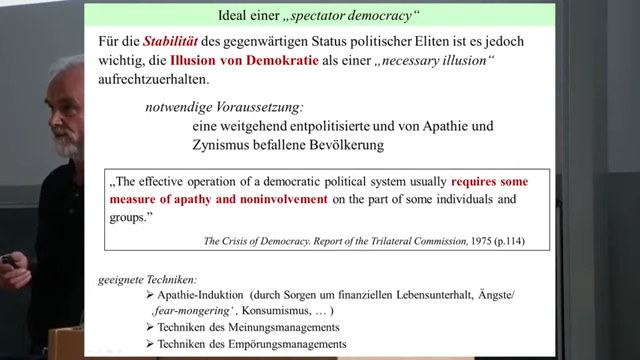 Ideal einer „spectator democracy“
Für die Stabilität des gegenwärtigen Status politischer Eliten ist es jedoch
wichtig, die Illusion von Demokratie als einer „necessary illusion“
aufrechtzuerhalten.
notwendige Voraussetzung:
eine weitgehend entpolitisierte und von Apathie und
Zynismus befallene Bevölkerung
„The effective operation of a democratic political system usually requires some
measure of apathy and noninvolvement on the part of some individuals and
groups.”
The Crisis of Democracy. Report of the Trilateral Commission, 1975 (p.114)
geeignete Techniken:
➢ Apathie-Induktion (durch Sorgen um finanziellen Lebensunterhalt, Ängste/
‚fear-mongering‘, Konsumismus, … )
➢ Techniken des Meinungsmanagements
➢ Techniken des Empörungsmanagements